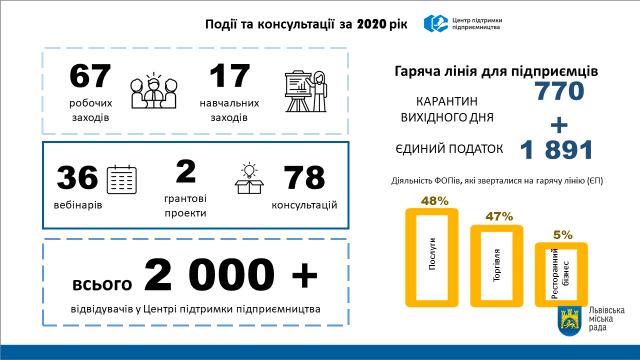 Події та консультації за 2020 рік
Центр підтримки
підприємництва
67
робочих
заходів
17
навчальних
заходів
36
вебінарів
2
грантові
проекти
78
консультацій
всього 2 000 +
відвідувачів у Центрі підтримки підприємництва
Гаряча лінія для підприємців
КАРАНТИН
ВИХІДНОГО ДНЯ
770
+
ЄДИНИЙ ПОДАТОК
1 891
Діяльність ФОПів, які зверталися на гарячу лінію (ЄП)
48%
Послуги
47%
Торгівля
5%
Ресторанний
бізнес
Львівська
міська
рада